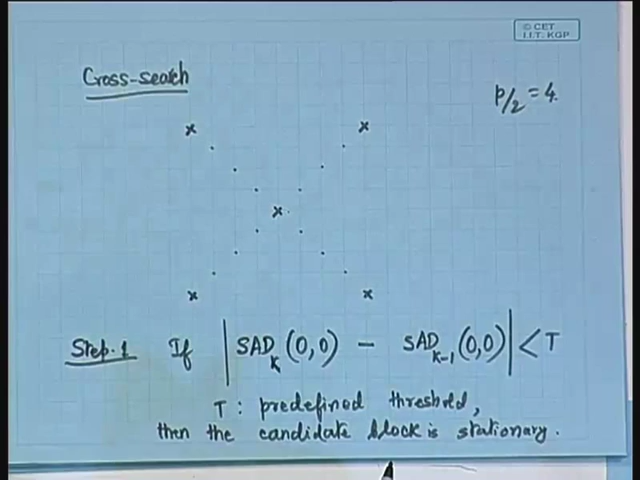 © CET
I.I.T. KGP
Cross-search
p/2 = 4.
Step.1 If | SAD_k (0,0) - SAD_{k-1} (0,0) | < T
T : predefined threshold,
then the candidate block is stationary.